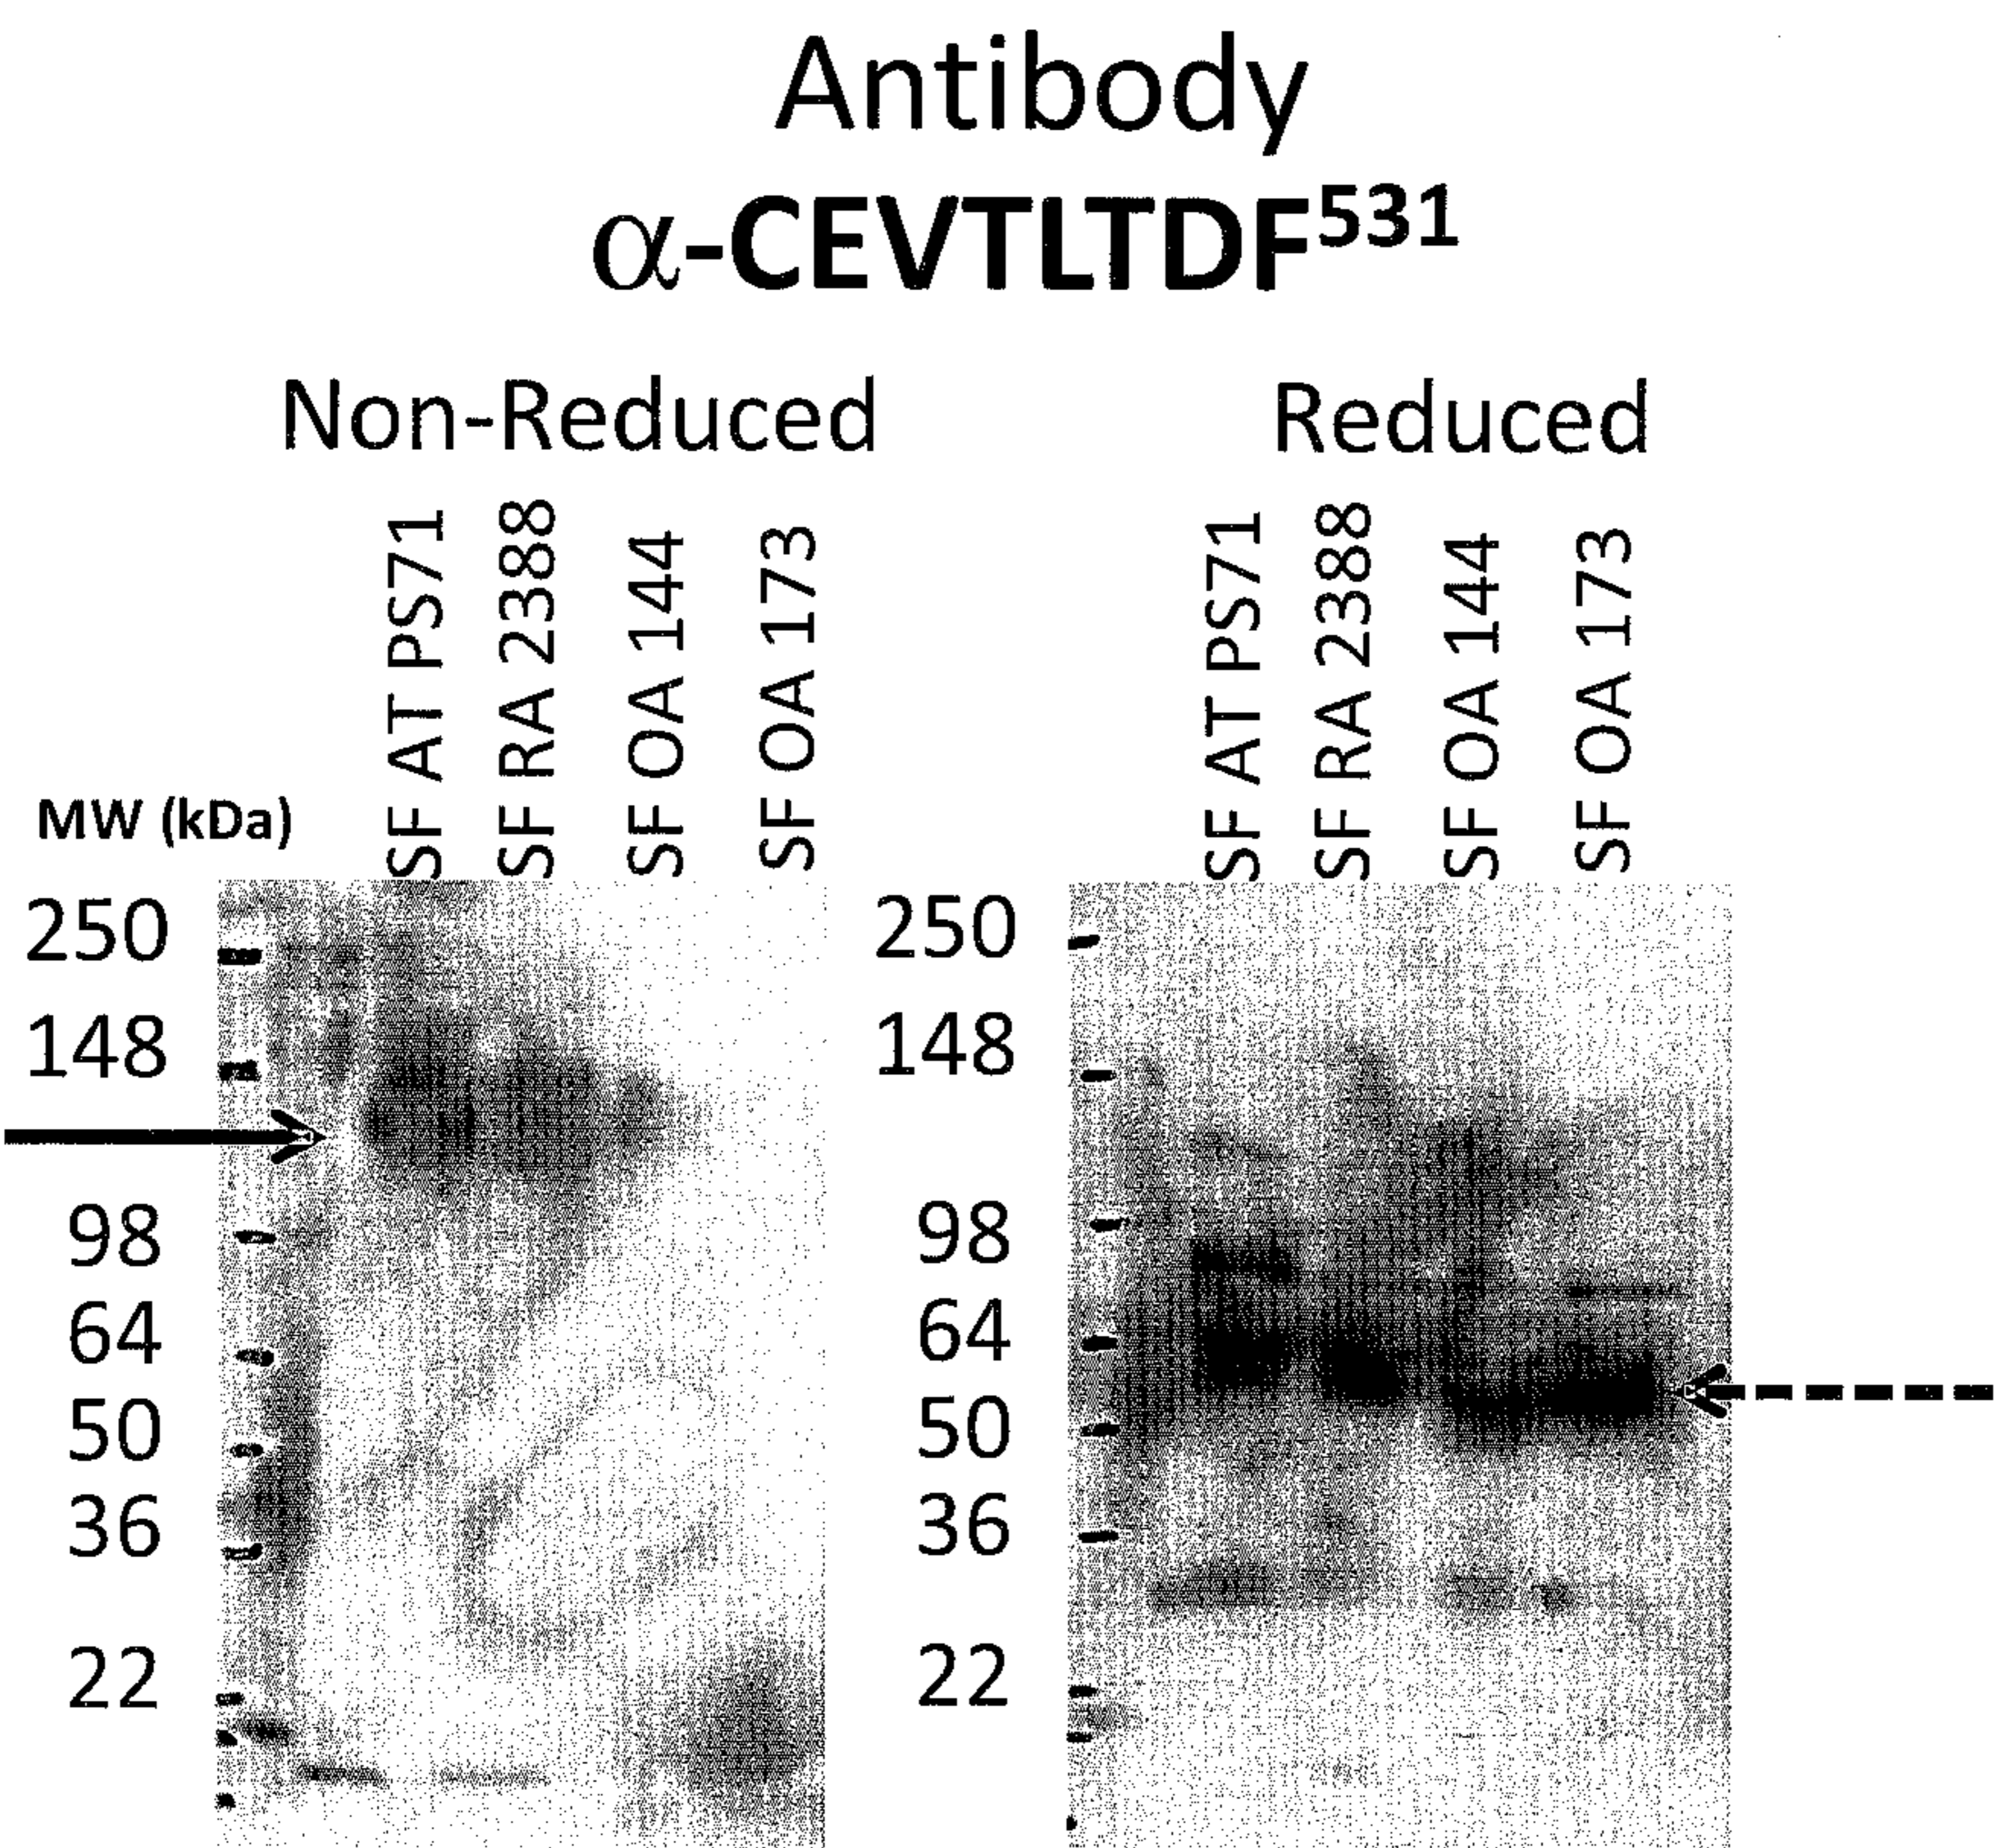 Antibody
α-CEVTLTDF⁵³¹
Non-Reduced
Reduced
SF AT PS71
SF RA 2388
SF OA 144
SF OA 173
SF AT PS71
SF RA 2388
SF OA 144
SF OA 173
MW (kDa)
250
148
98
64
50
36
22
250
148
98
64
50
36
22